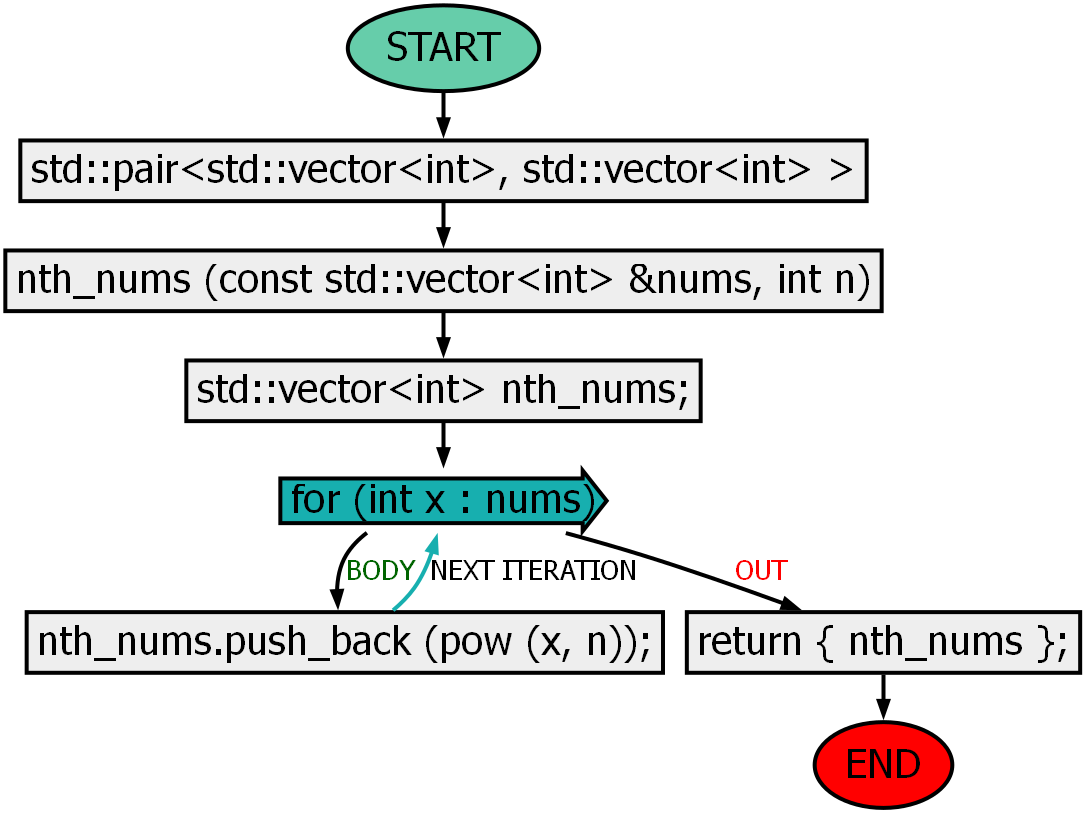 START
std::pair<std::vector<int>, std::vector<int> >
nth_nums (const std::vector<int> &nums, int n)
std::vector<int> nth_nums;
for (int x : nums)
BODY
NEXT ITERATION
OUT
nth_nums.push_back (pow (x, n));
return { nth_nums };
END